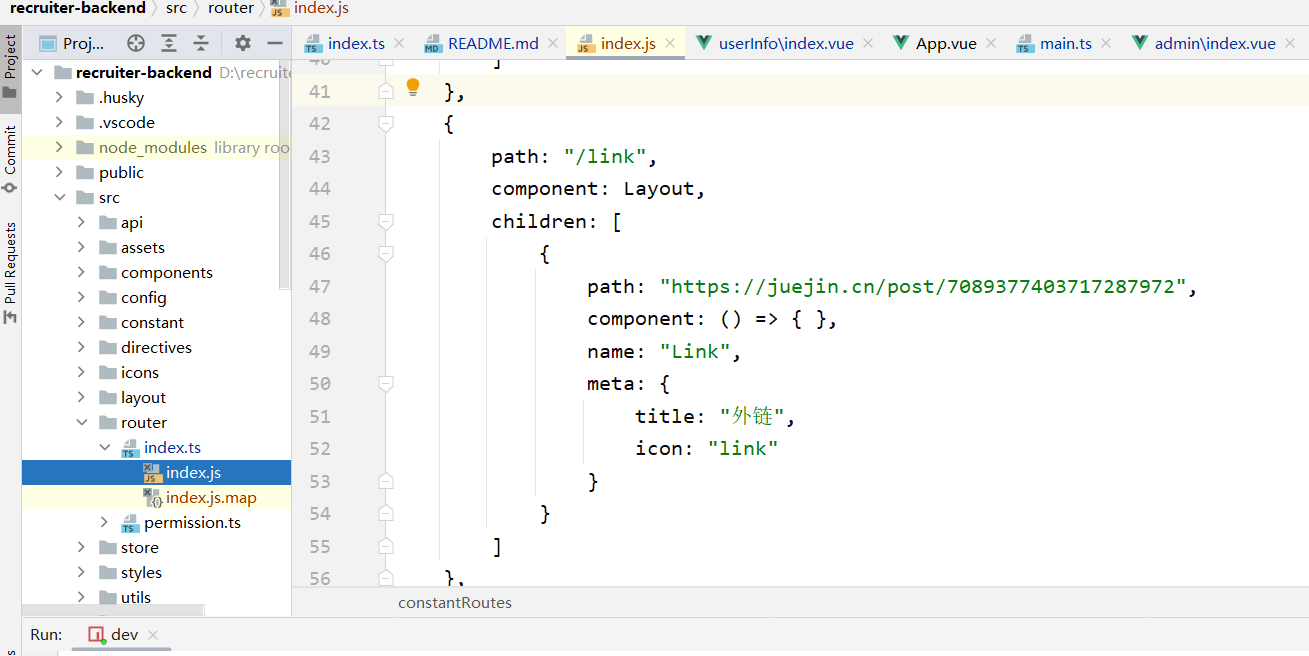 recruiter-backend 〉 src 〉 router 〉 index.js
Project
Commit
Pull Requests
Proj...
recruiter-backend D:\recruite
.husky
.vscode
node_modules library roo
public
src
api
assets
components
config
constant
directives
icons
layout
router
index.ts
index.js
index.js.map
permission.ts
store
styles
utils
index.ts README.md index.js userInfo\index.vue App.vue main.ts admin\index.vue
40 ]
41 },
42 {
43 path: "/link",
44 component: Layout,
45 children: [
46 {
47 path: "https://juejin.cn/post/7089377403717287972",
48 component: () => { },
49 name: "Link",
50 meta: {
51 title: "外链",
52 icon: "link"
53 }
54 }
55 ]
56 },
constantRoutes
Run: dev